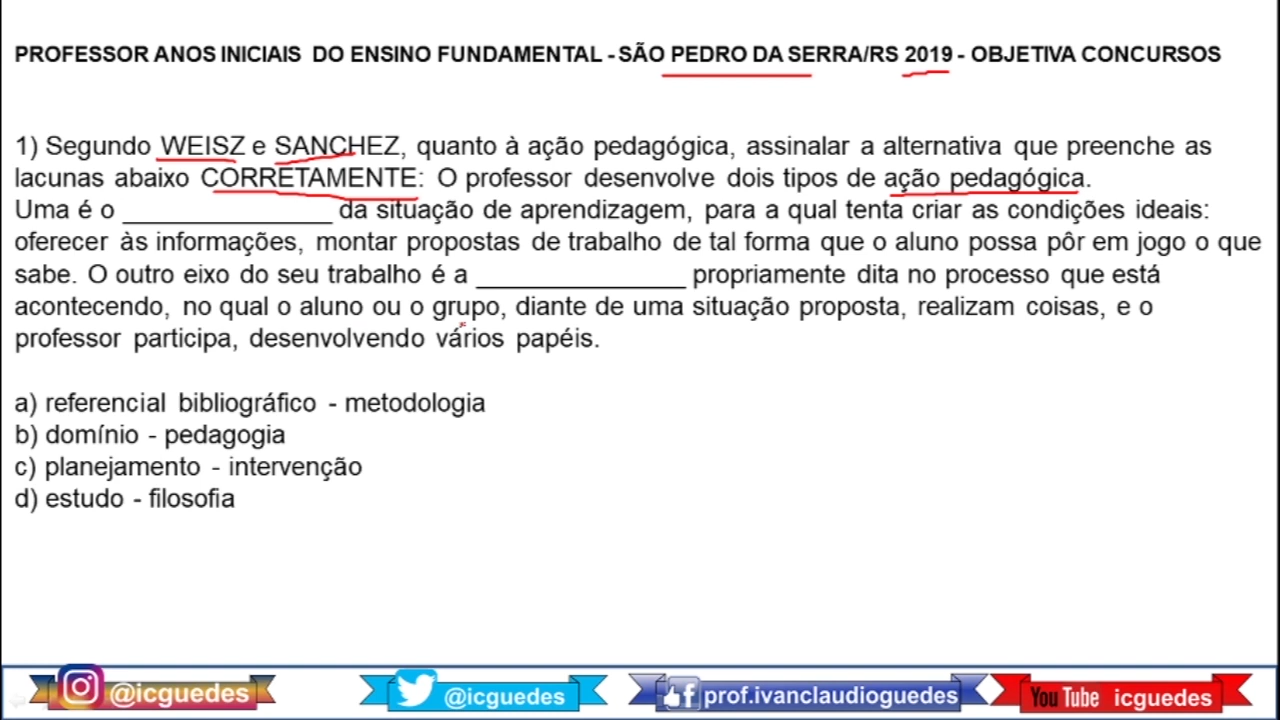 PROFESSOR ANOS INICIAIS DO ENSINO FUNDAMENTAL - SÃO PEDRO DA SERRA/RS 2019 - OBJETIVA CONCURSOS
1) Segundo WEISZ e SANCHEZ, quanto à ação pedagógica, assinalar a alternativa que preenche as
lacunas abaixo CORRETAMENTE: O professor desenvolve dois tipos de ação pedagógica.
Uma é o _______________ da situação de aprendizagem, para a qual tenta criar as condições ideais:
oferecer às informações, montar propostas de trabalho de tal forma que o aluno possa pôr em jogo o que
sabe. O outro eixo do seu trabalho é a _______________ propriamente dita no processo que está
acontecendo, no qual o aluno ou o grupo, diante de uma situação proposta, realizam coisas, e o
professor participa, desenvolvendo vários papéis.
a) referencial bibliográfico - metodologia
b) domínio - pedagogia
c) planejamento - intervenção
d) estudo - filosofia
@icguedes @icguedes prof.ivanclaudioguedes YouTube icguedes